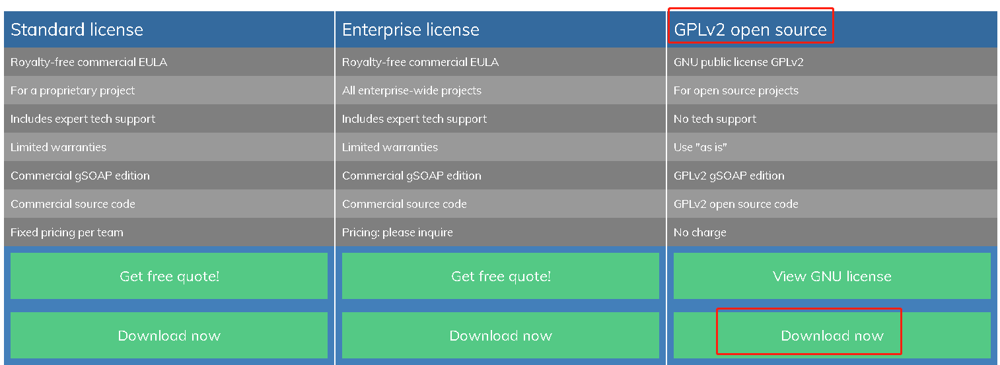 Standard license
Enterprise license
GPLv2 open source
Royalty-free commercial EULA
Royalty-free commercial EULA
GNU public license GPLv2
For a proprietary project
All enterprise-wide projects
For open source projects
Includes expert tech support
Includes expert tech support
No tech support
Limited warranties
Limited warranties
Use "as is"
Commercial gSOAP edition
Commercial gSOAP edition
GPLv2 gSOAP edition
Commercial source code
Commercial source code
GPLv2 open source code
Fixed pricing per team
Pricing: please inquire
No charge
Get free quote!
Get free quote!
View GNU license
Download now
Download now
Download now